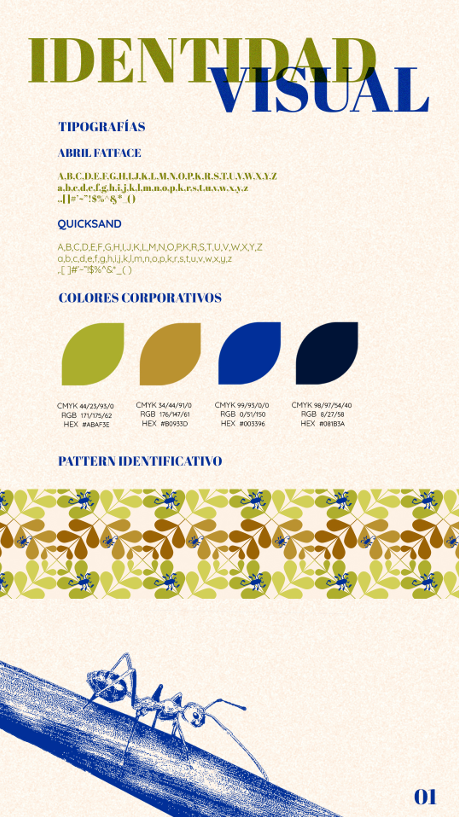 IDENTIDAD
VISUAL
TIPOGRAFÍAS
ABRIL FATFACE
A,B,C,D,E,F,G,H,I,J,K,L,M,N,O,P,K,R,S,T,U,V,W,X,Y,Z
a,b,c,d,e,f,g,h,i,j,k,l,m,n,o,p,k,r,s,t,u,v,w,x,y,z
,.[ ]#'~"!$%^&*_( )
QUICKSAND
A,B,C,D,E,F,G,H,I,J,K,L,M,N,O,P,K,R,S,T,U,V,W,X,Y,Z
a,b,c,d,e,f,g,h,i,j,k,l,m,n,o,p,k,r,s,t,u,v,w,x,y,z
,.[ ]#'~"!$%^&*_( )
COLORES CORPORATIVOS
CMYK 44/23/93/0 CMYK 34/44/91/0 CMYK 99/93/0/0 CMYK 98/97/54/40
RGB 171/175/62 RGB 176/147/61 RGB 0/51/150 RGB 8/27/58
HEX #ABAF3E HEX #B0933D HEX #003396 HEX #081B3A
PATTERN IDENTIFICATIVO
01